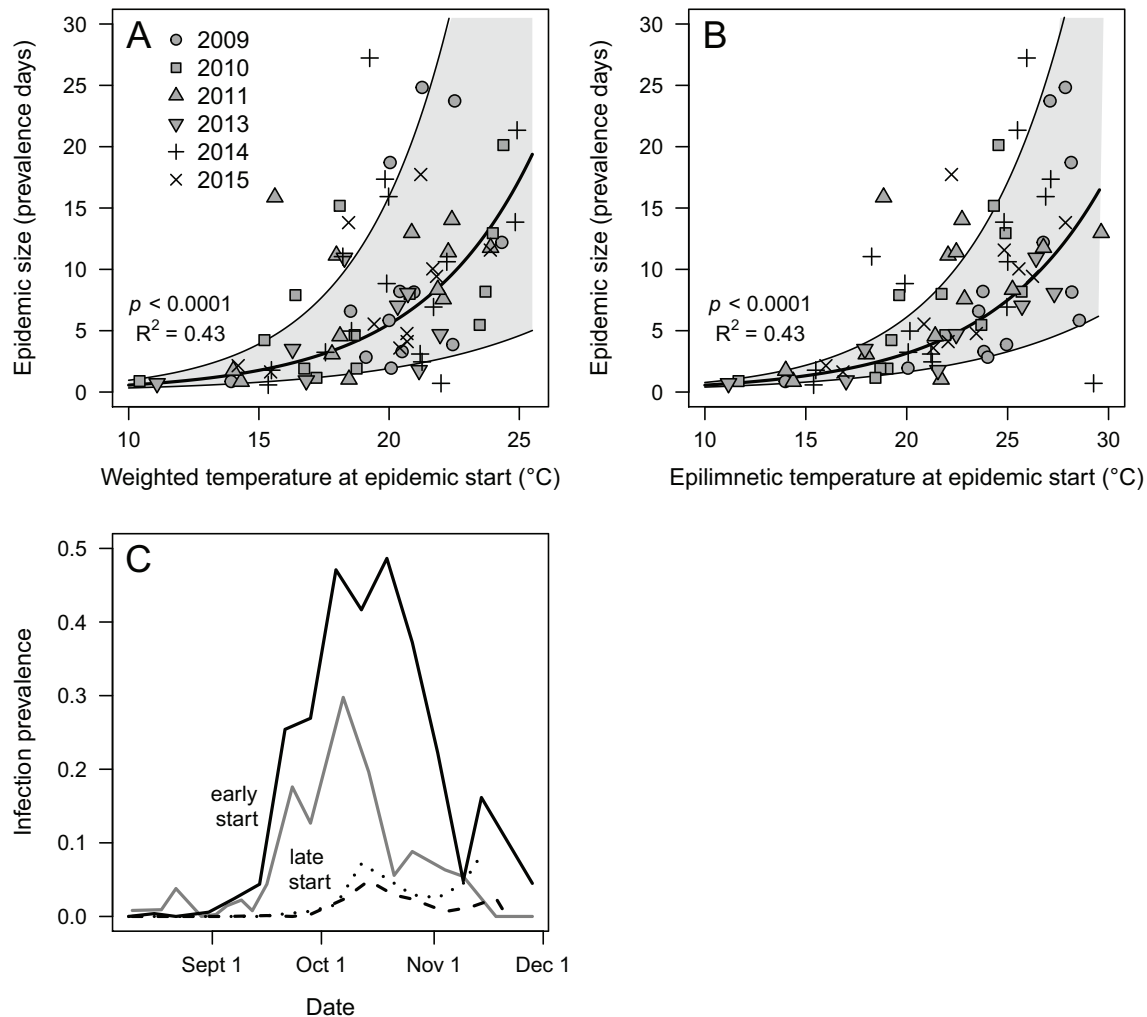 A
2009
2010
2011
2013
2014
2015
p < 0.0001
R² = 0.43
0
5
10
15
20
25
30
Epidemic size (prevalence days)
10
15
20
25
Weighted temperature at epidemic start (°C)
B
p < 0.0001
R² = 0.43
0
5
10
15
20
25
30
Epidemic size (prevalence days)
10
15
20
25
30
Epilimnetic temperature at epidemic start (°C)
C
early
start
late
start
0.0
0.1
0.2
0.3
0.4
0.5
Infection prevalence
Sept 1
Oct 1
Nov 1
Dec 1
Date